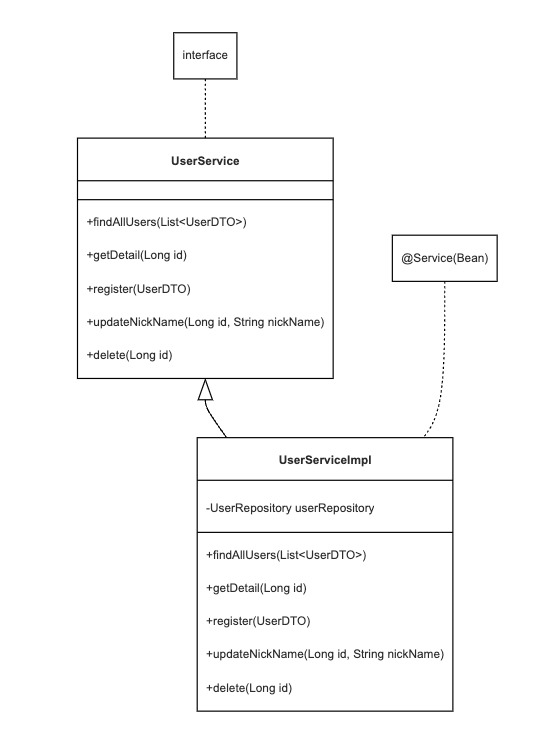 interface
UserService
+findAllUsers(List<UserDTO>)
+getDetail(Long id)
+register(UserDTO)
+updateNickName(Long id, String nickName)
+delete(Long id)
@Service(Bean)
UserServiceImpl
-UserRepository userRepository
+findAllUsers(List<UserDTO>)
+getDetail(Long id)
+register(UserDTO)
+updateNickName(Long id, String nickName)
+delete(Long id)